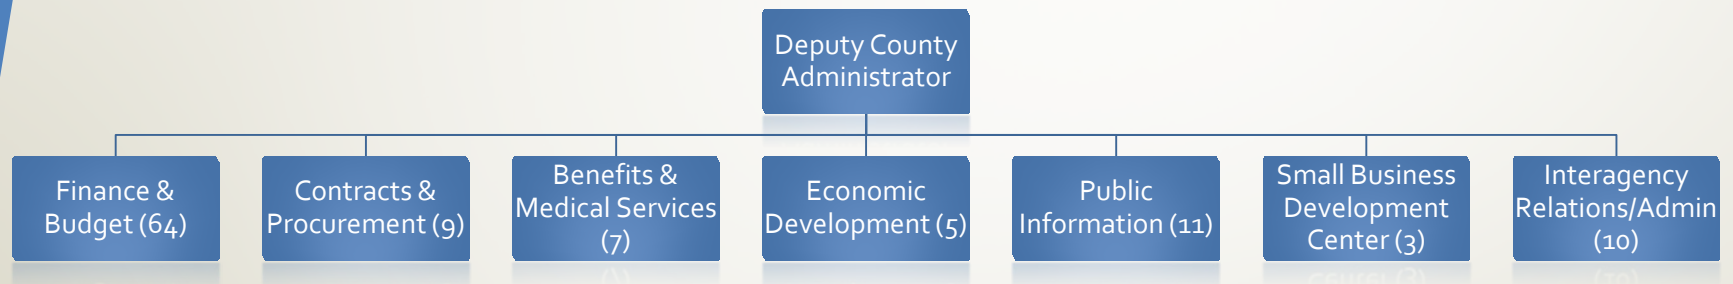 Deputy County
Administrator
Finance &
Budget (64)
Contracts &
Procurement (9)
Benefits &
Medical Services
(7)
Economic
Development (5)
Public
Information (11)
Small Business
Development
Center (3)
Interagency
Relations/Admin
(10)